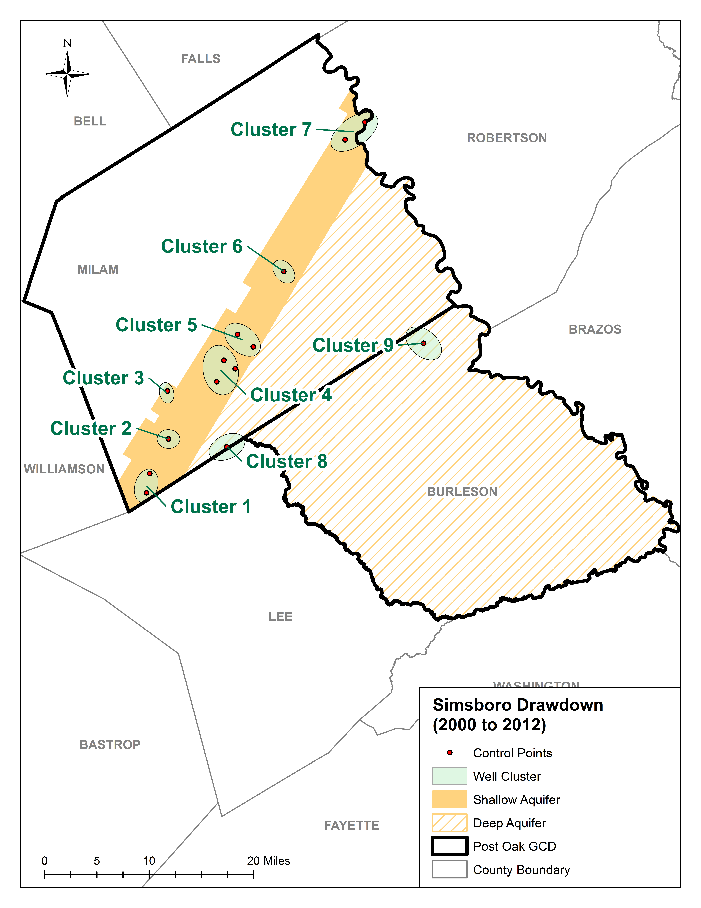 N
FALLS
BELL
Cluster 7
ROBERTSON
Cluster 6
MILAM
Cluster 5
BRAZOS
Cluster 9
Cluster 3
Cluster 4
Cluster 2
Cluster 8
WILLIAMSON
BURLESON
Cluster 1
LEE
WASHINGTON
Simsboro Drawdown
(2000 to 2012)
BASTROP
Control Points
Well Cluster
Shallow Aquifer
Deep Aquifer
FAYETTE
Post Oak GCD
0 5 10 20 Miles
County Boundary